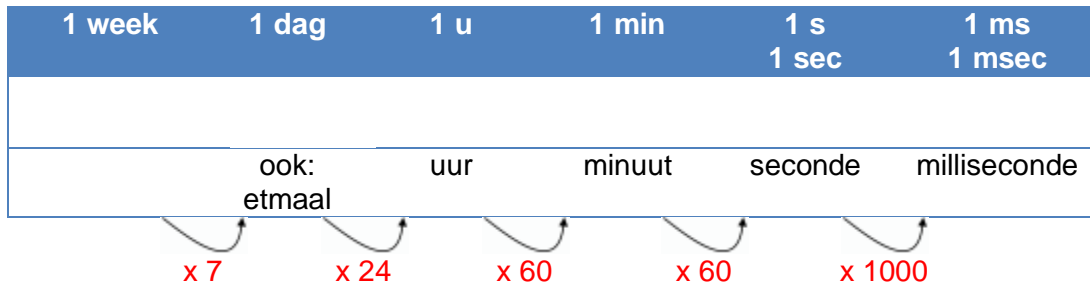 1 week 1 dag 1 u 1 min 1 s 1 ms
1 sec 1 msec
ook: uur minuut seconde milliseconde
etmaal
x 7 x 24 x 60 x 60 x 1000